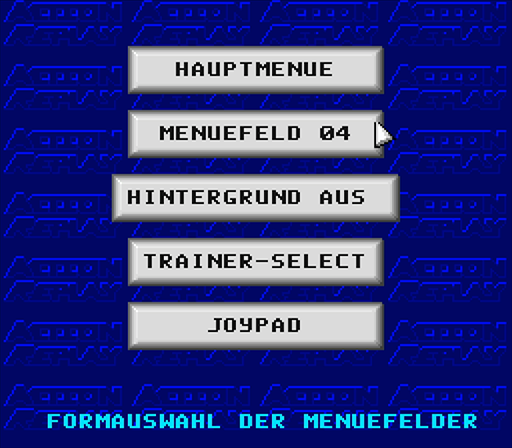 HAUPTMENUE
MENUEFELD 04
HINTERGRUND AUS
TRAINER-SELECT
JOYPAD
FORMAUSWAHL DER MENUEFELDER